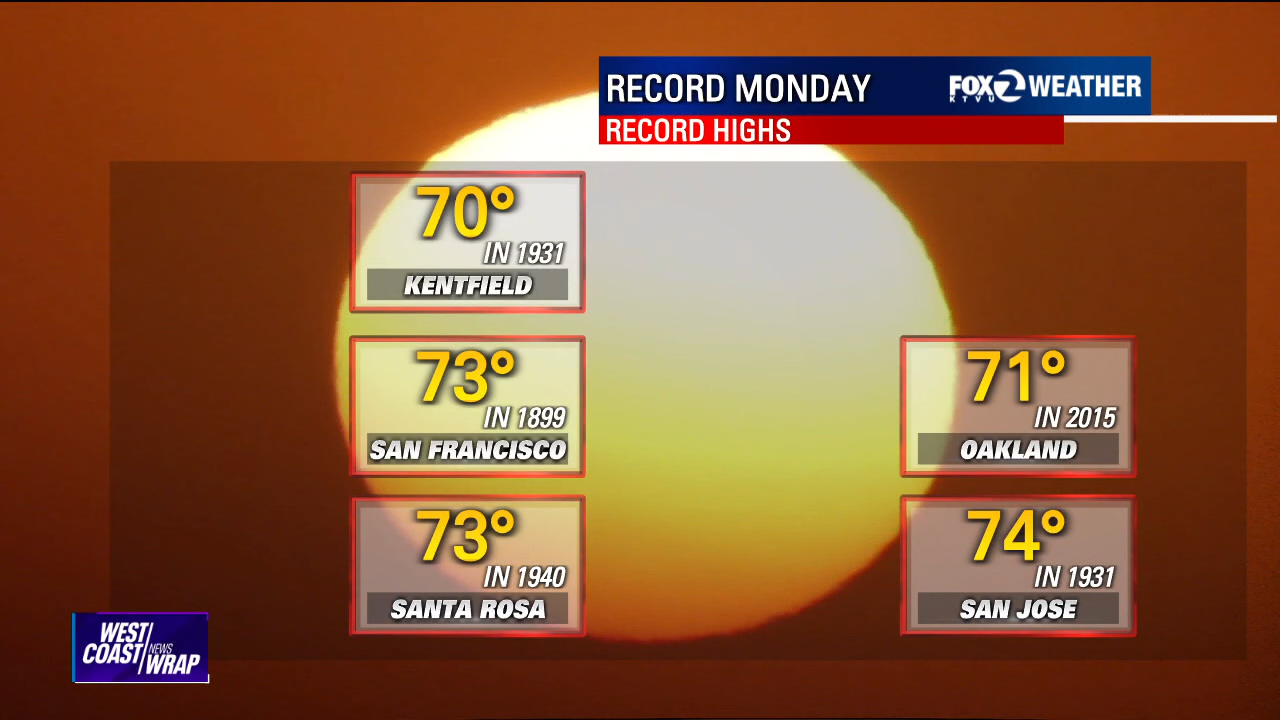 RECORD MONDAY
FOX 2 WEATHER
KTVU
RECORD HIGHS
70°
IN 1931
KENTFIELD
73°
IN 1899
SAN FRANCISCO
71°
IN 2015
OAKLAND
73°
IN 1940
SANTA ROSA
74°
IN 1931
SAN JOSE
WEST
COAST NEWS
WRAP